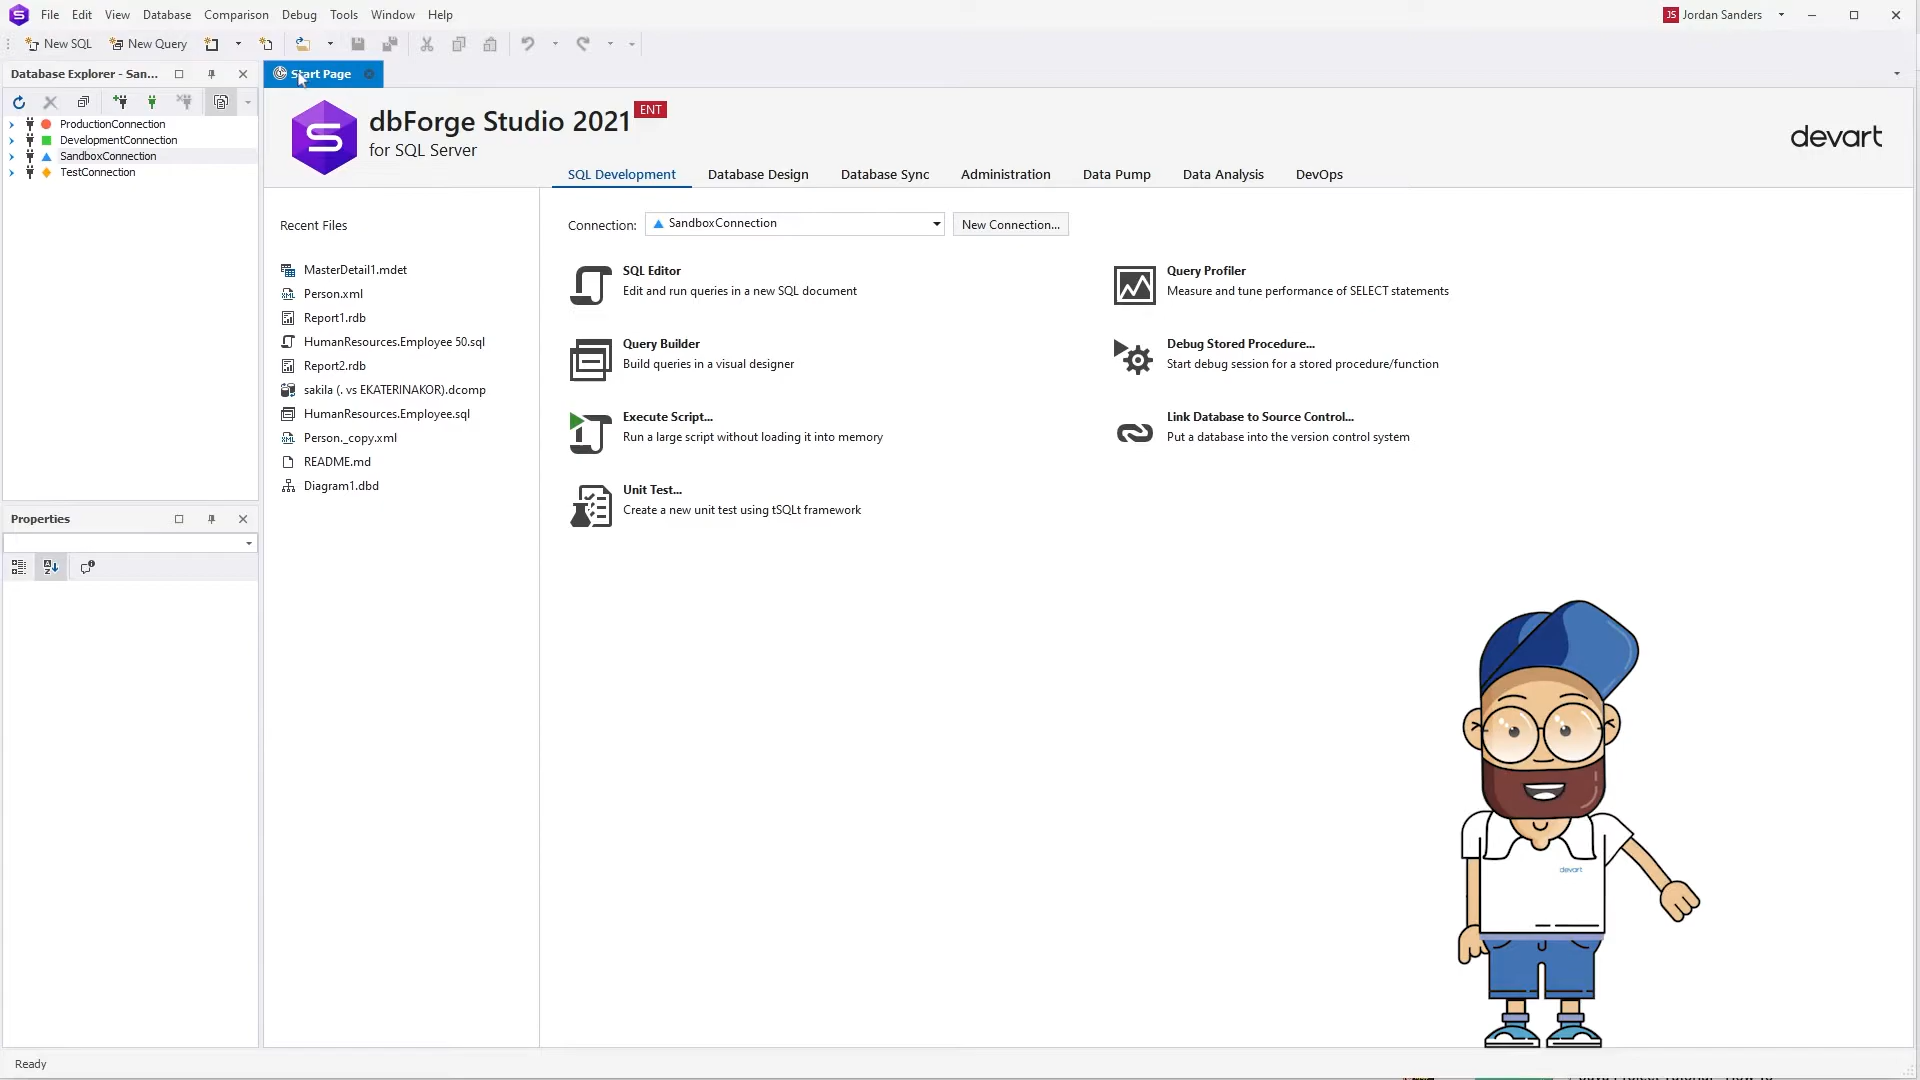 File Edit View Database Comparison Debug Tools Window Help
JS Jordan Sanders
New SQL New Query
Database Explorer - San...
Start Page
ProductionConnection
DevelopmentConnection
SandboxConnection
TestConnection
dbForge Studio 2021 ENT
for SQL Server
devart
SQL Development Database Design Database Sync Administration Data Pump Data Analysis DevOps
Recent Files
MasterDetail1.mdet
Person.xml
Report1.rdb
HumanResources.Employee 50.sql
Report2.rdb
sakila (. vs EKATERINAKOR).dcomp
HumanResources.Employee.sql
Person._copy.xml
README.md
Diagram1.dbd
Connection: SandboxConnection New Connection...
SQL Editor
Edit and run queries in a new SQL document
Query Builder
Build queries in a visual designer
Execute Script...
Run a large script without loading it into memory
Unit Test...
Create a new unit test using tSQLt framework
Query Profiler
Measure and tune performance of SELECT statements
Debug Stored Procedure...
Start debug session for a stored procedure/function
Link Database to Source Control...
Put a database into the version control system
Properties
devart
Ready